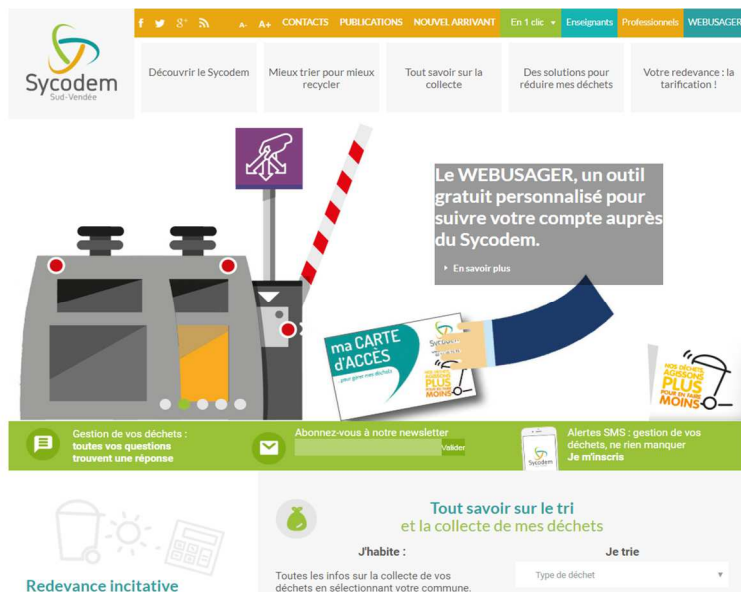 f g+ A- A+ CONTACTS PUBLICATIONS NOUVEL ARRIVANT En 1 clic Enseignants Professionnels WEBUSAGER
Sycodem
Sud-Vendée
Découvrir le Sycodem
Mieux trier pour mieux
recycler
Tout savoir sur la
collecte
Des solutions pour
réduire mes déchets
Votre redevance : la
tarification !
Le WEBUSAGER, un outil
gratuit personnalisé pour
suivre votre compte auprès
du Sycodem.
En savoir plus
ma CARTE
d'ACCÈS
...pour gérer mes déchets
AGISSONS
PLUS
MOINS
NOS DÉCHETS,
AGISSONS
PLUS
POUR EN FAIRE
MOINS
Gestion de vos déchets :
toutes vos questions
trouvent une réponse
Abonnez-vous à notre newsletter
Valider
Sycodem
Alertes SMS : gestion de vos
déchets, ne rien manquer
Je m'inscris
Redevance incitative
Tout savoir sur le tri
et la collecte de mes déchets
J'habite :
Toutes les infos sur la collecte de vos
déchets en sélectionnant votre commune.
Je trie
Type de déchet